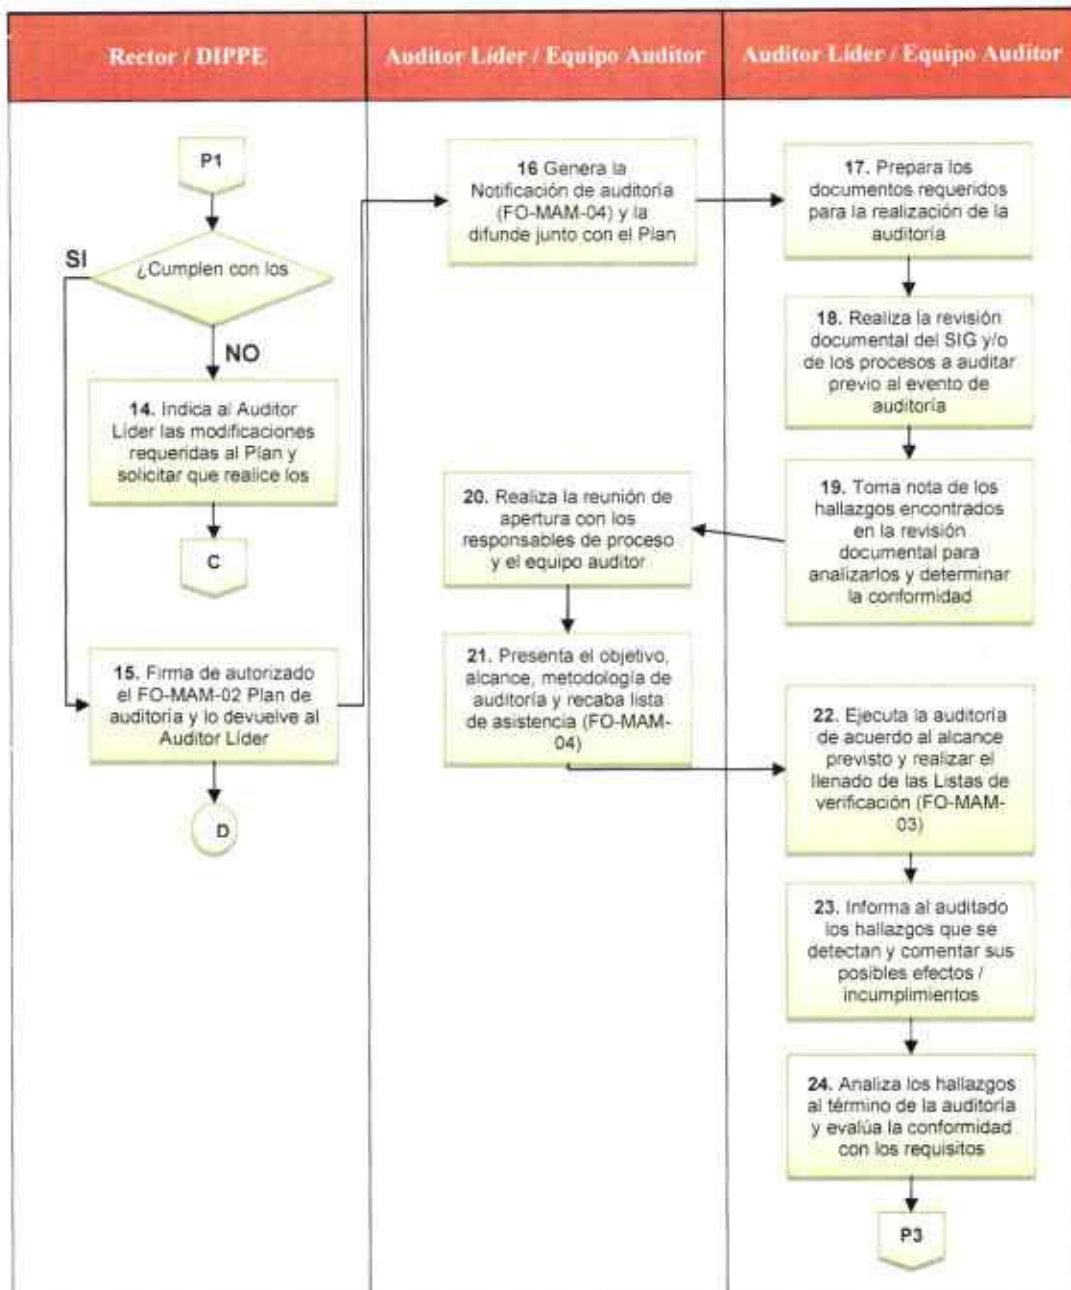 Rector / DIPPE
Auditor Líder / Equipo Auditor
Auditor Líder / Equipo Auditor
P1
¿Cumplen con los
SI
NO
14. Indica al Auditor
Líder las modificaciones
requeridas al Plan y
solicitar que realice los
C
15. Firma de autorizado
el FO-MAM-02 Plan de
auditoría y lo devuelve al
Auditor Líder
D
16 Genera la
Notificación de auditoría
(FO-MAM-04) y la
difunde junto con el Plan
17. Prepara los
documentos requeridos
para la realización de la
auditoría
18. Realiza la revisión
documental del SIG y/o
de los procesos a auditar
previo al evento de
auditoría
19. Toma nota de los
hallazgos encontrados
en la revisión
documental para
analizarlos y determinar
la conformidad
20. Realiza la reunión de
apertura con los
responsables de proceso
y el equipo auditor
21. Presenta el objetivo,
alcance, metodología de
auditoría y recaba lista
de asistencia (FO-MAM-
04)
22. Ejecuta la auditoría
de acuerdo al alcance
previsto y realizar el
llenado de las Listas de
verificación (FO-MAM-
03)
23. Informa al auditado
los hallazgos que se
detectan y comentar sus
posibles efectos /
incumplimientos
24. Analiza los hallazgos
al término de la auditoría
y evalúa la conformidad
con los requisitos
P3